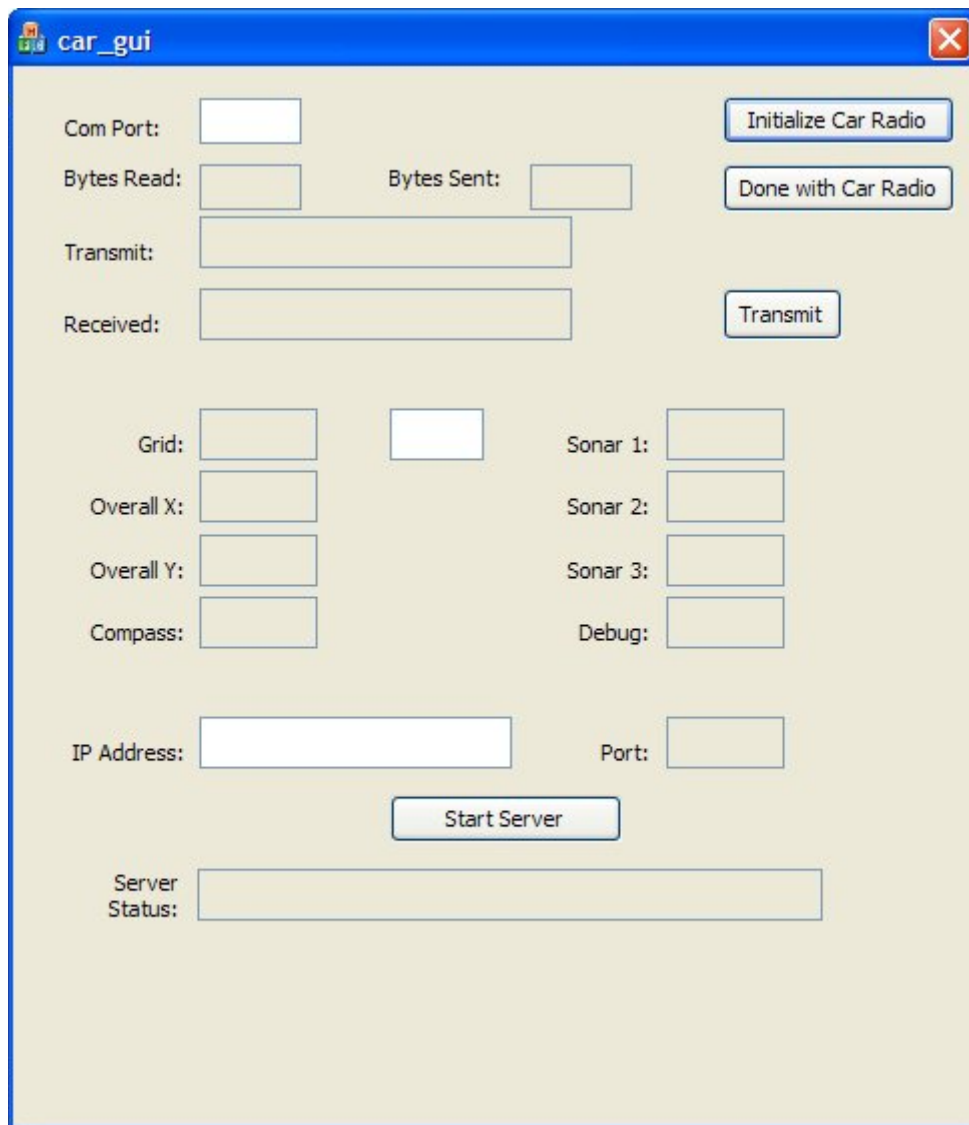 car_gui
Com Port:
Initialize Car Radio
Bytes Read:
Bytes Sent:
Done with Car Radio
Transmit:
Received:
Transmit
Grid:
Sonar 1:
Overall X:
Sonar 2:
Overall Y:
Sonar 3:
Compass:
Debug:
IP Address:
Port:
Start Server
Server
Status: